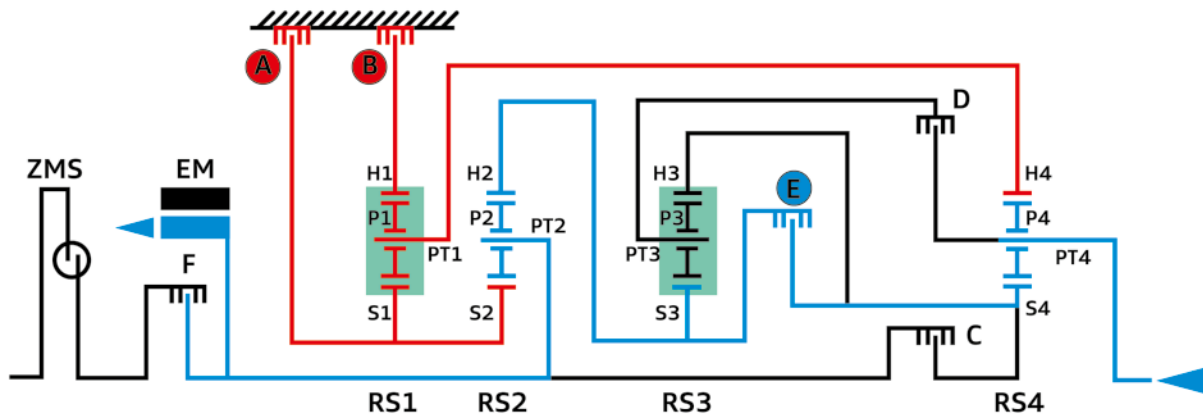 A
B
D
ZMS
EM
H1
H2
H3
E
H4
P1
P2
PT2
P3
P4
PT1
PT3
PT4
F
S1
S2
S3
S4
C
RS1
RS2
RS3
RS4